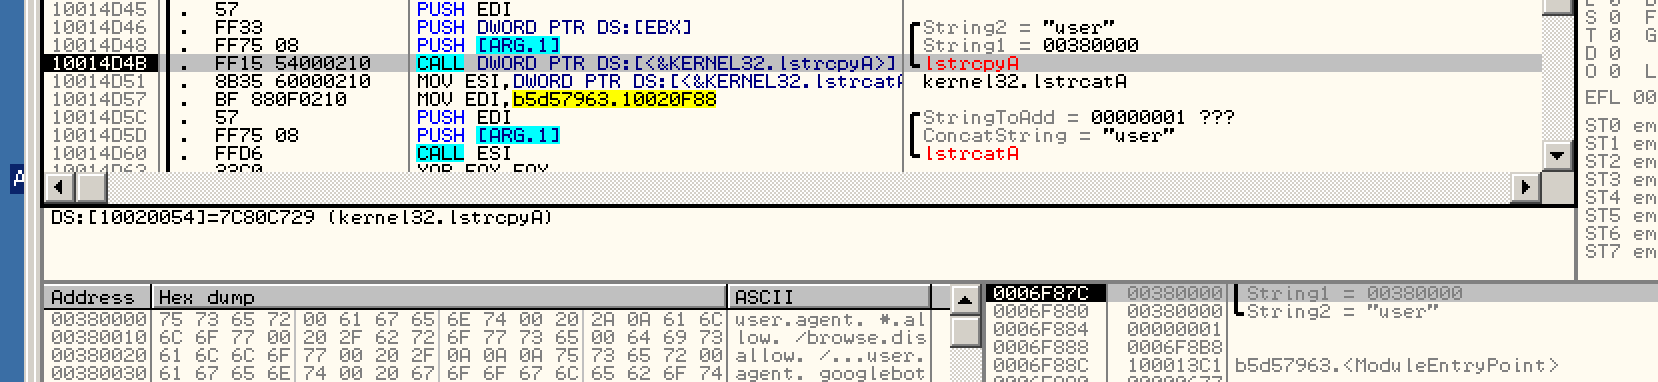 10014D45 . 57 PUSH EDI
10014D46 . FF33 PUSH DWORD PTR DS:[EBX] String2 = "user"
10014D48 . FF75 08 PUSH [ARG.1] String1 = 00380000
10014D4B . FF15 54000210 CALL DWORD PTR DS:[<&KERNEL32.lstrcpyA>] lstrcpyA
10014D51 . 8B35 60000210 MOV ESI,DWORD PTR DS:[<&KERNEL32.lstrcatA kernel32.lstrcatA
10014D57 . BF 880F0210 MOV EDI,b5d57963.10020F88
10014D5C . 57 PUSH EDI StringToAdd = 00000001 ???
10014D5D . FF75 08 PUSH [ARG.1] ConcatString = "user"
10014D60 . FFD6 CALL ESI lstrcatA
10014D62 . 33C0 XOR EAX,EAX
S 0 F
T 0 G
D 0
O 0 L
EFL 00
ST0 em
ST1 em
ST2 em
ST3 em
ST4 em
ST5 em
ST6 em
ST7 em
A
DS:[10020054]=7C80C729 (kernel32.lstrcpyA)
Address Hex dump ASCII
00380000 75 73 65 72 00 61 67 65 6E 74 00 20 2A 0A 61 6C user.agent. *.al
00380010 6C 6F 77 00 20 2F 62 72 6F 77 73 65 00 64 69 73 low. /browse.dis
00380020 61 6C 6C 6F 77 00 20 2F 0A 0A 0A 75 73 65 72 00 allow. /...user.
00380030 61 67 65 6E 74 00 20 67 6F 6F 67 6C 65 62 6F 74 agent. googlebot
0006F87C 00380000 String1 = 00380000
0006F880 00380000 String2 = "user"
0006F884 00000001
0006F888 0006F8B8
0006F88C 100013C1 b5d57963.<ModuleEntryPoint>